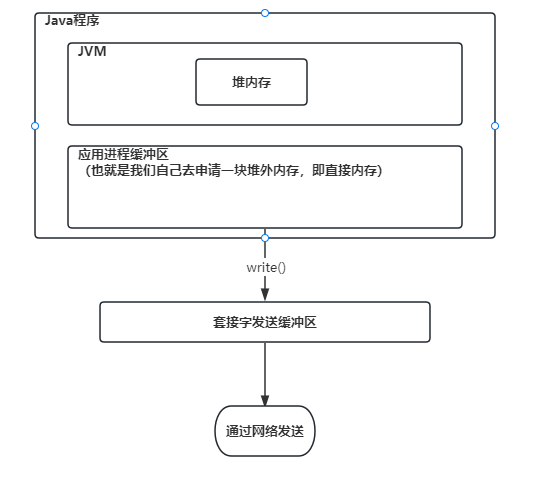 Java程序
JVM
堆内存
应用进程缓冲区
（也就是我们自己去申请一块堆外内存，即直接内存）
write()
套接字发送缓冲区
通过网络发送